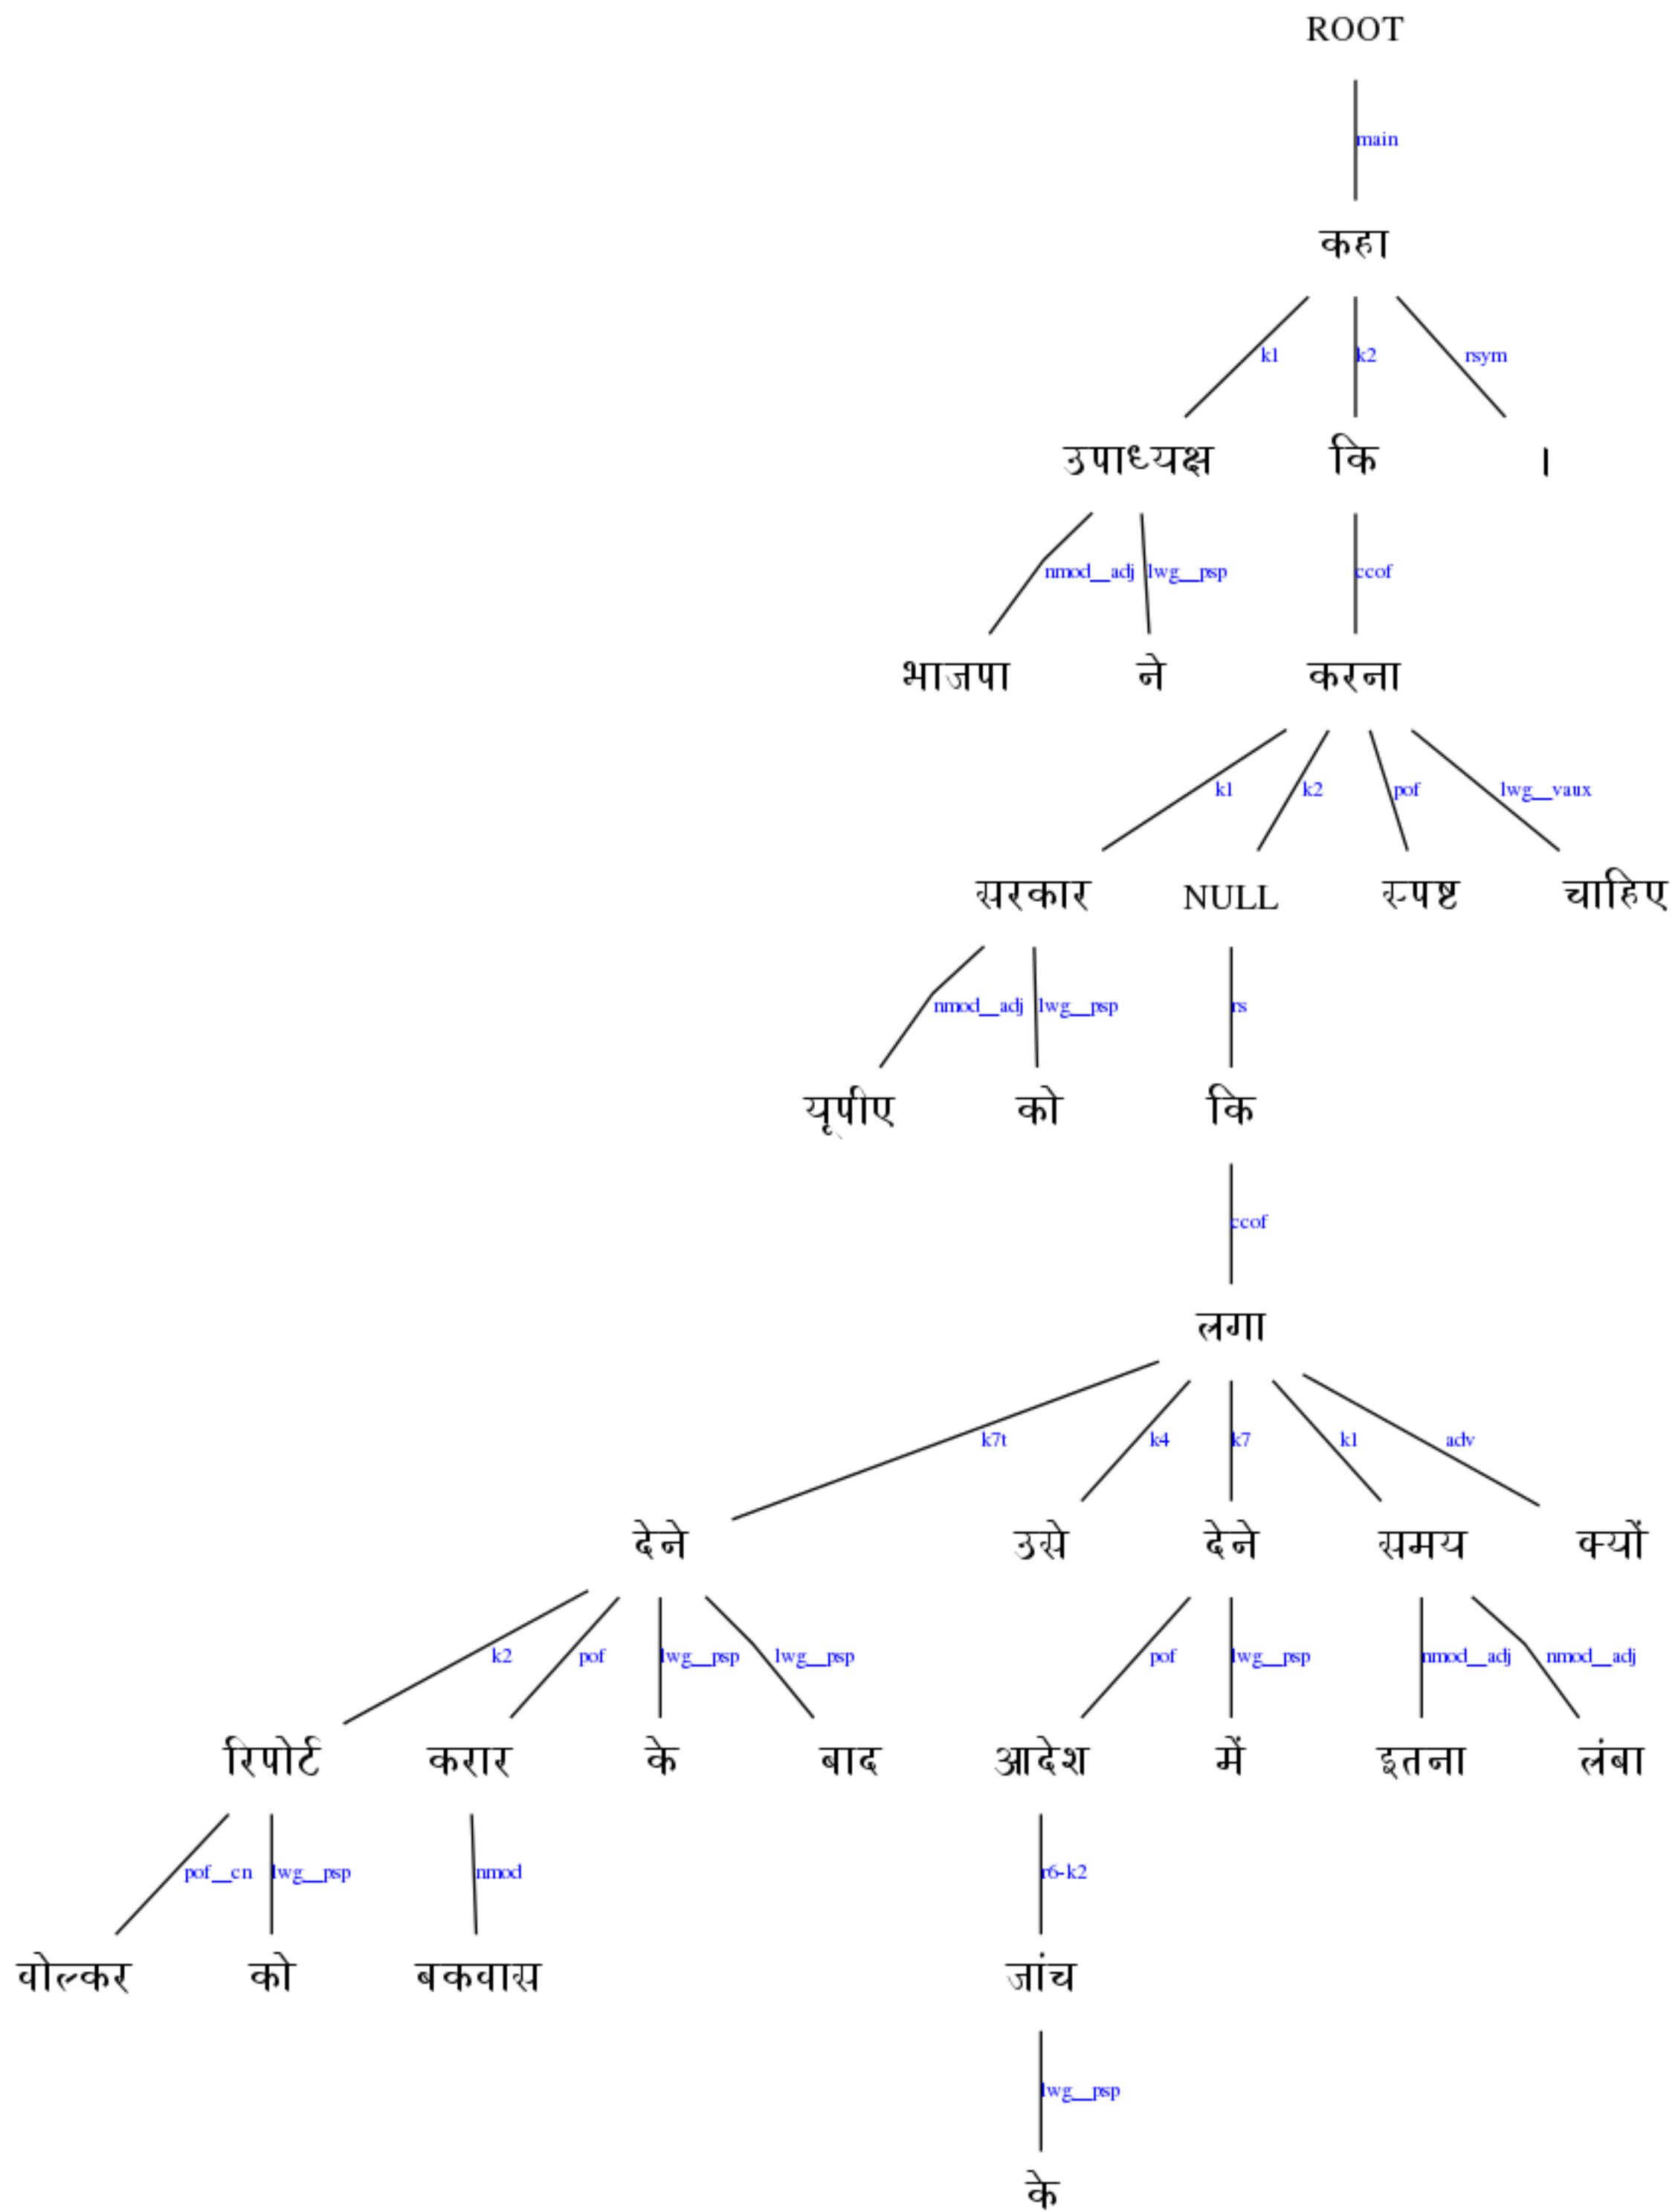 ROOT
main
कहा
k1 k2 rsym
उपाध्यक्ष कि ।
nmod__adj lwg__psp ccof
भाजपा ने करना
k1 k2 pof lwg__vaux
सरकार NULL स्पष्ट चाहिए
nmod__adj lwg__psp rs
यूपीए को कि
ccof
लगा
k7t k4 k7 k1 adv
देने उसे देने समय क्यों
k2 pof lwg__psp lwg__psp pof lwg__psp nmod__adj nmod__adj
रिपोर्ट करार के बाद आदेश में इतना लंबा
pof__cn lwg__psp nmod r6-k2
वोल्कर को बकवास जांच
lwg__psp
के